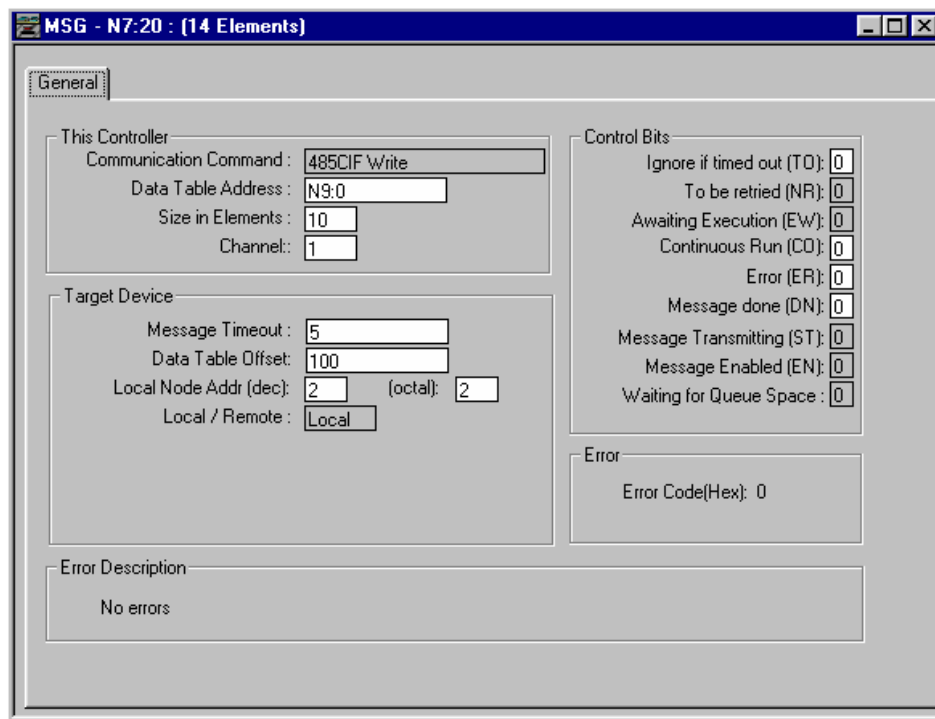 MSG - N7:20 : (14 Elements)
General
This Controller
Communication Command : 485CIF Write
Data Table Address : N9:0
Size in Elements : 10
Channel:: 1
Target Device
Message Timeout : 5
Data Table Offset: 100
Local Node Addr (dec): 2 (octal): 2
Local / Remote : Local
Control Bits
Ignore if timed out (TO): 0
To be retried (NR): 0
Awaiting Execution (EW): 0
Continuous Run (CO): 0
Error (ER): 0
Message done (DN): 0
Message Transmitting (ST): 0
Message Enabled (EN): 0
Waiting for Queue Space : 0
Error
Error Code(Hex): 0
Error Description
No errors